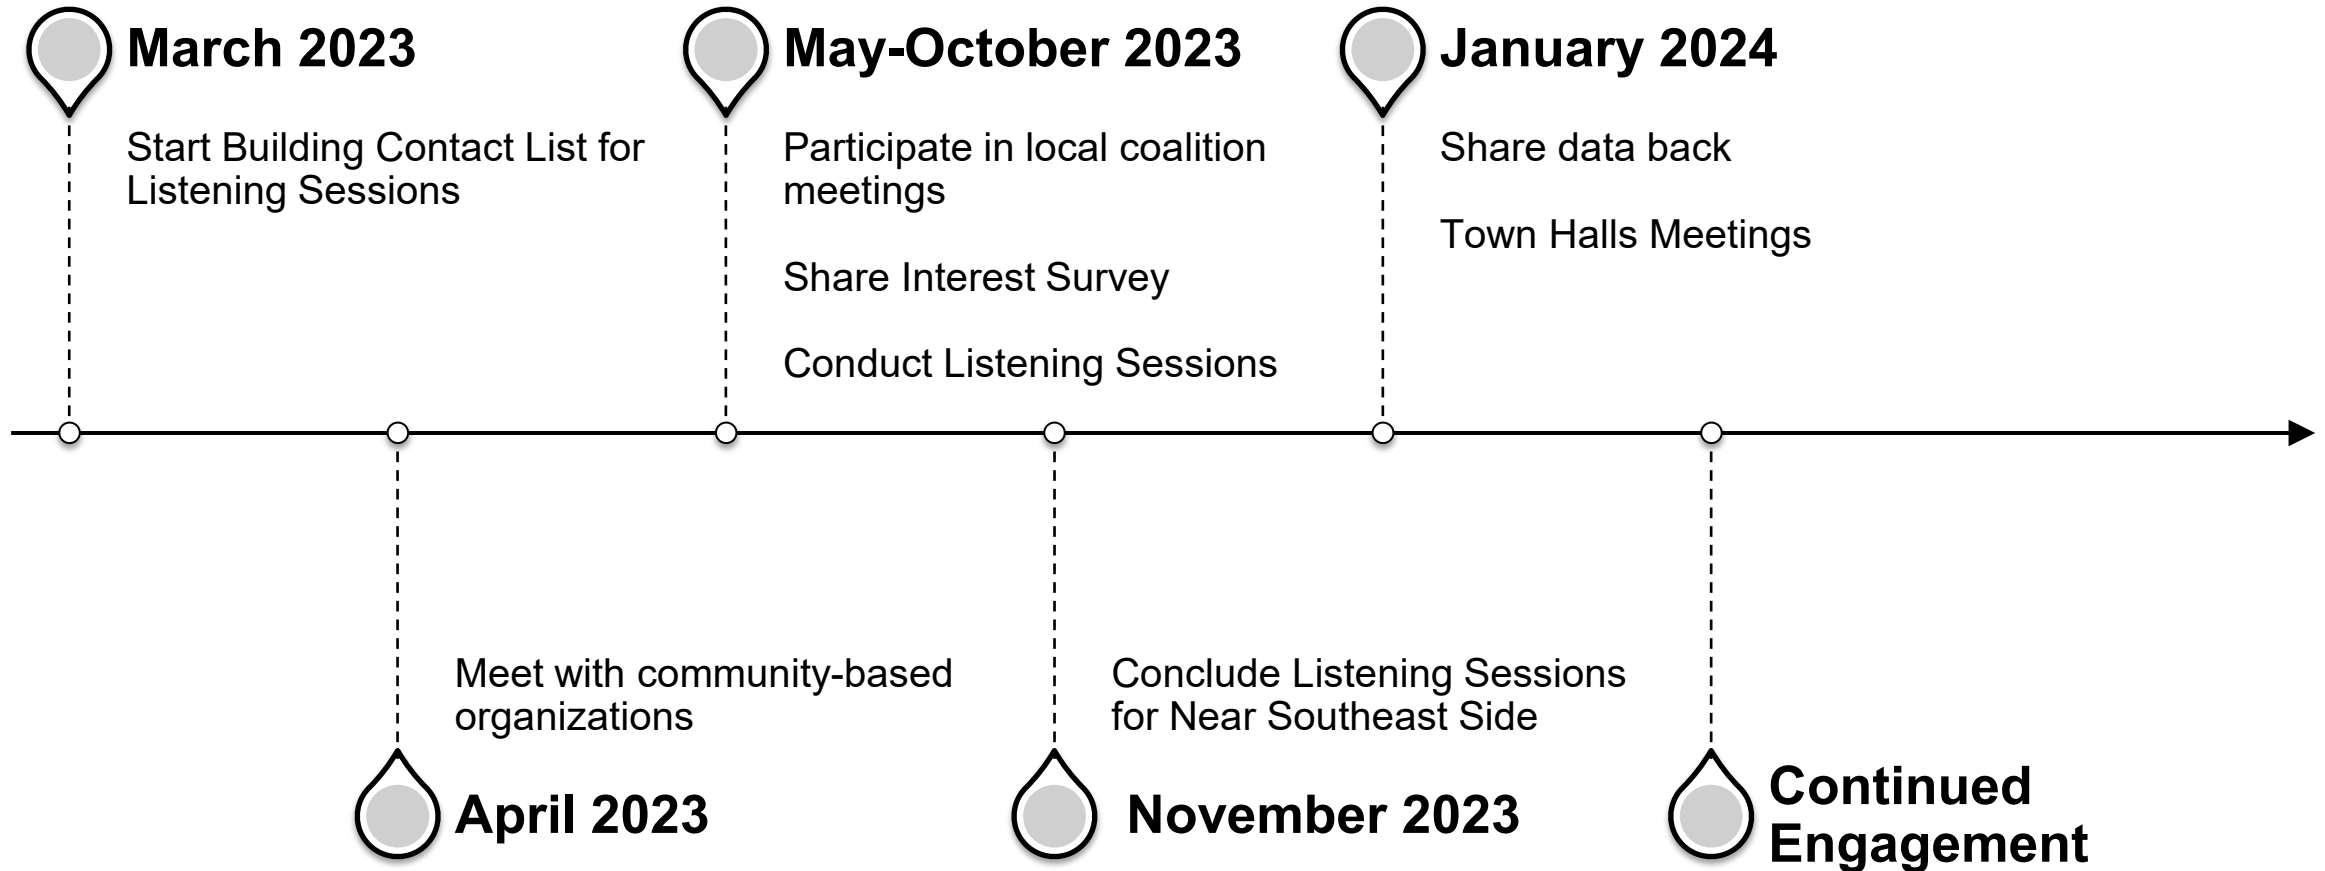 March 2023
Start Building Contact List for
Listening Sessions
May-October 2023
Participate in local coalition
meetings
Share Interest Survey
Conduct Listening Sessions
January 2024
Share data back
Town Halls Meetings
Meet with community-based
organizations
April 2023
Conclude Listening Sessions
for Near Southeast Side
November 2023
Continued
Engagement